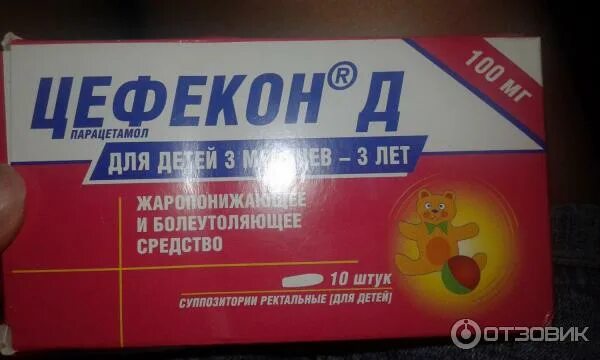 100 мг
ЦЕФЕКОН® Д
ПАРАЦЕТАМОЛ
ДЛЯ ДЕТЕЙ 3 МЕСЯЦЕВ – 3 ЛЕТ
ЖАРОПОНИЖАЮЩЕЕ
И БОЛЕУТОЛЯЮЩЕЕ
СРЕДСТВО
10 штук
СУППОЗИТОРИИ РЕКТАЛЬНЫЕ [ДЛЯ ДЕТЕЙ]
ОТЗОВИК